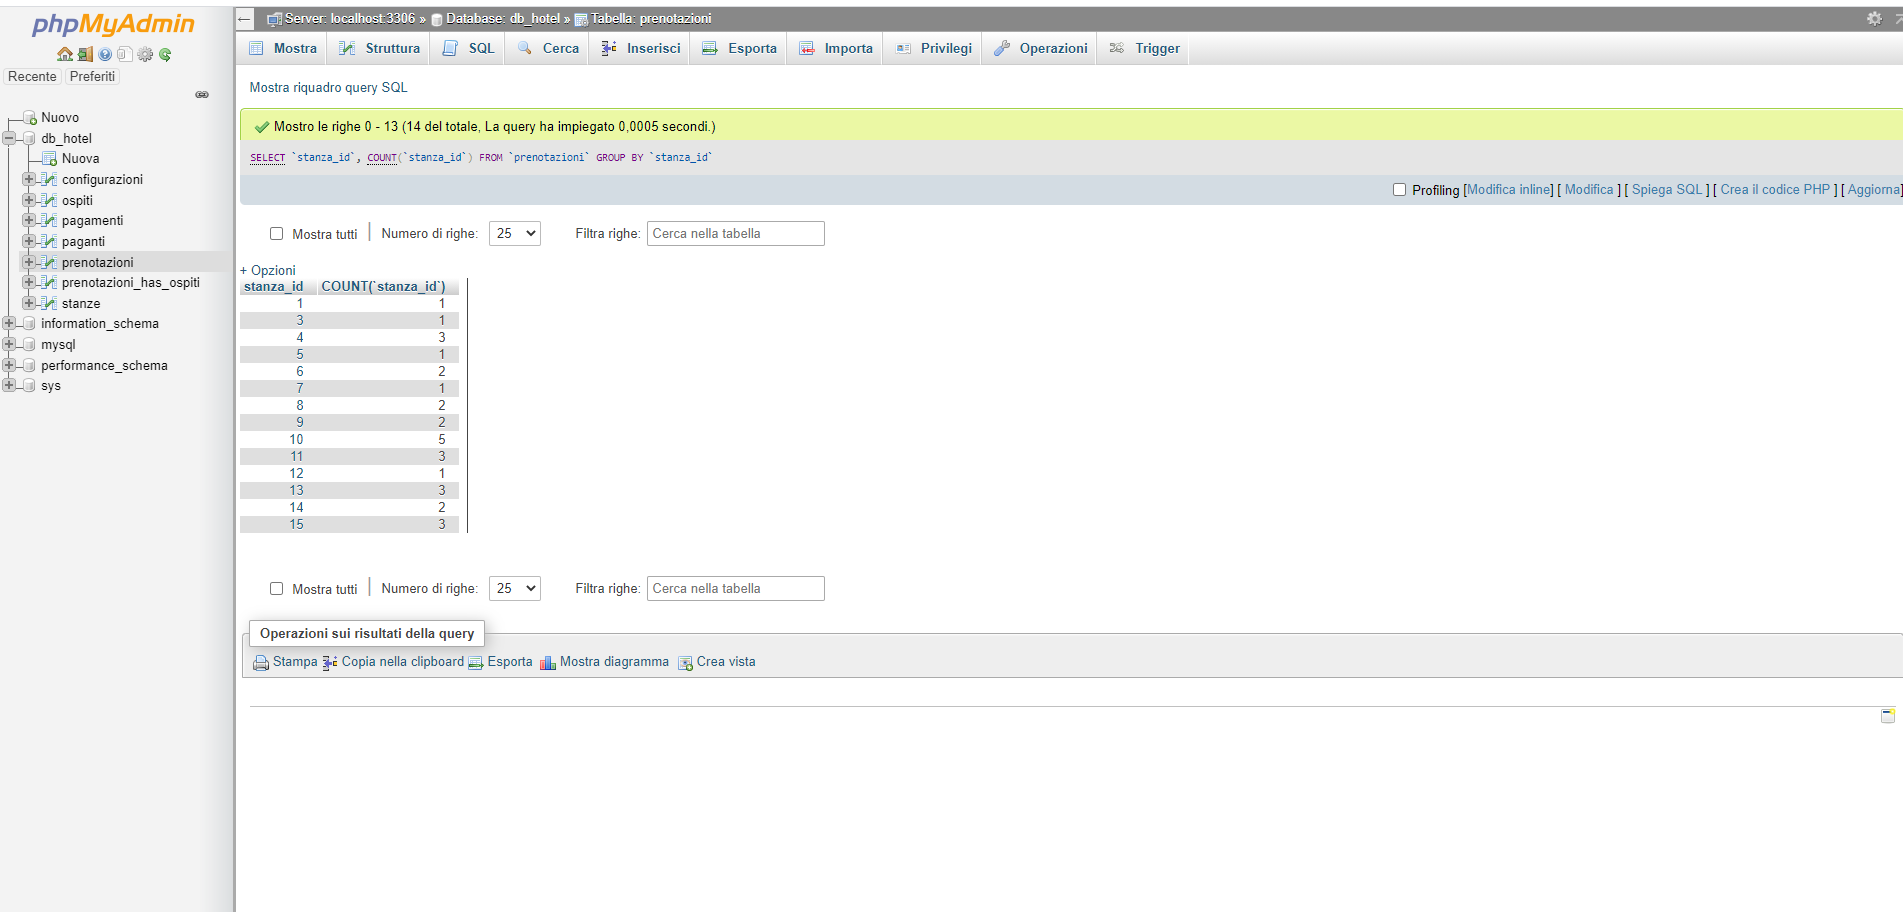 phpMyAdmin
Recente Preferiti
Nuovo
db_hotel
Nuova
configurazioni
ospiti
pagamenti
paganti
prenotazioni
prenotazioni_has_ospiti
stanze
information_schema
mysql
performance_schema
sys
Server: localhost:3306 » Database: db_hotel » Tabella: prenotazioni
Mostra Struttura SQL Cerca Inserisci Esporta Importa Privilegi Operazioni Trigger
Mostra riquadro query SQL
Mostro le righe 0 - 13 (14 del totale, La query ha impiegato 0,0005 secondi.)
SELECT `stanza_id`, COUNT(`stanza_id`) FROM `prenotazioni` GROUP BY `stanza_id`
Profiling [Modifica inline] [ Modifica ] [ Spiega SQL ] [ Crea il codice PHP ] [ Aggiorna]
Mostra tutti Numero di righe: 25 Filtra righe: Cerca nella tabella
+ Opzioni
stanza_id COUNT(`stanza_id`)
1 1
3 1
4 3
5 1
6 2
7 1
8 2
9 2
10 5
11 3
12 1
13 3
14 2
15 3
Mostra tutti Numero di righe: 25 Filtra righe: Cerca nella tabella
Operazioni sui risultati della query
Stampa Copia nella clipboard Esporta Mostra diagramma Crea vista